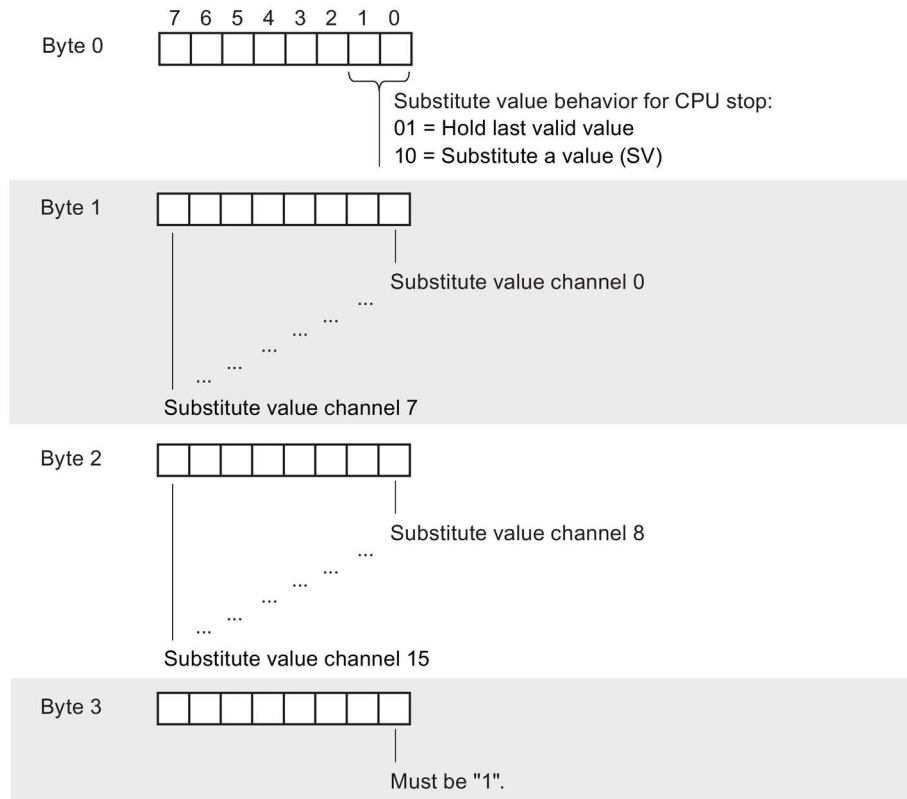 7 6 5 4 3 2 1 0
Byte 0
Substitute value behavior for CPU stop:
01 = Hold last valid value
10 = Substitute a value (SV)
Byte 1
Substitute value channel 0
...
...
...
...
...
...
Substitute value channel 7
Byte 2
Substitute value channel 8
...
...
...
...
...
...
Substitute value channel 15
Byte 3
Must be "1".